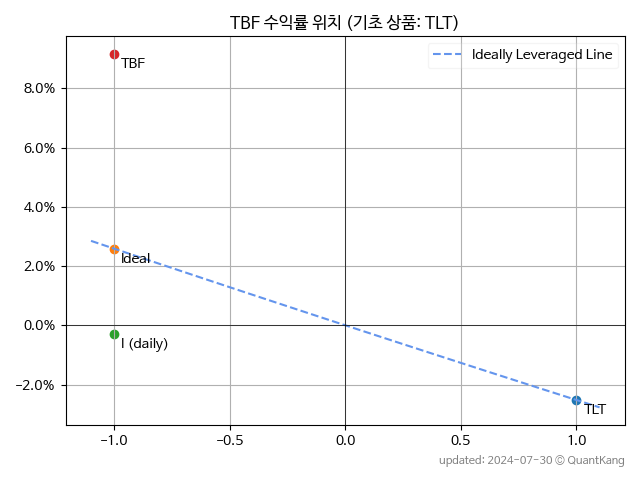 TBF 수익률 위치 (기초 상품: TLT)
Ideally Leveraged Line
TBF
8.0%
6.0%
4.0%
Ideal
2.0%
0.0%
I (daily)
−2.0%
TLT
−1.0 −0.5 0.0 0.5 1.0
updated: 2024-07-30 © QuantKang